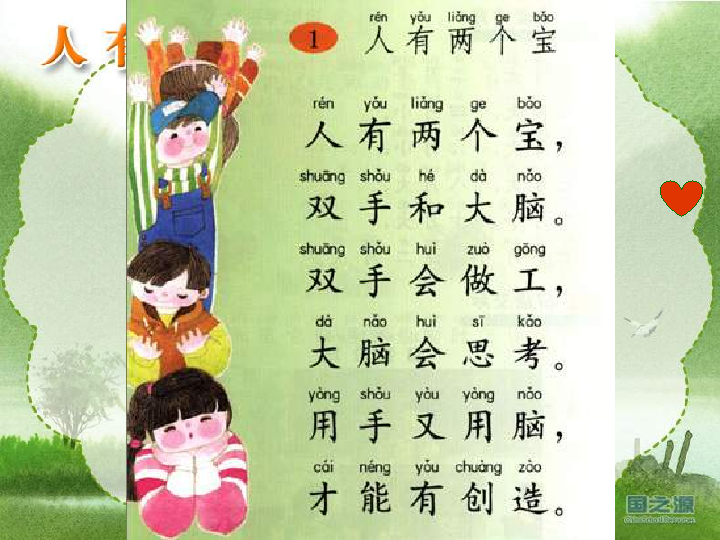 人有
rén yǒu liǎng ge bǎo
1 人有两个宝
rén yǒu liǎng ge bǎo
人有两个宝，
shuāng shǒu hé dà nǎo
双手和大脑。
shuāng shǒu huì zuò gōng
双手会做工，
dà nǎo huì sī kǎo
大脑会思考。
yòng shǒu yòu yòng nǎo
用手又用脑，
cái néng yǒu chuàng zào
才能有创造。
国之源